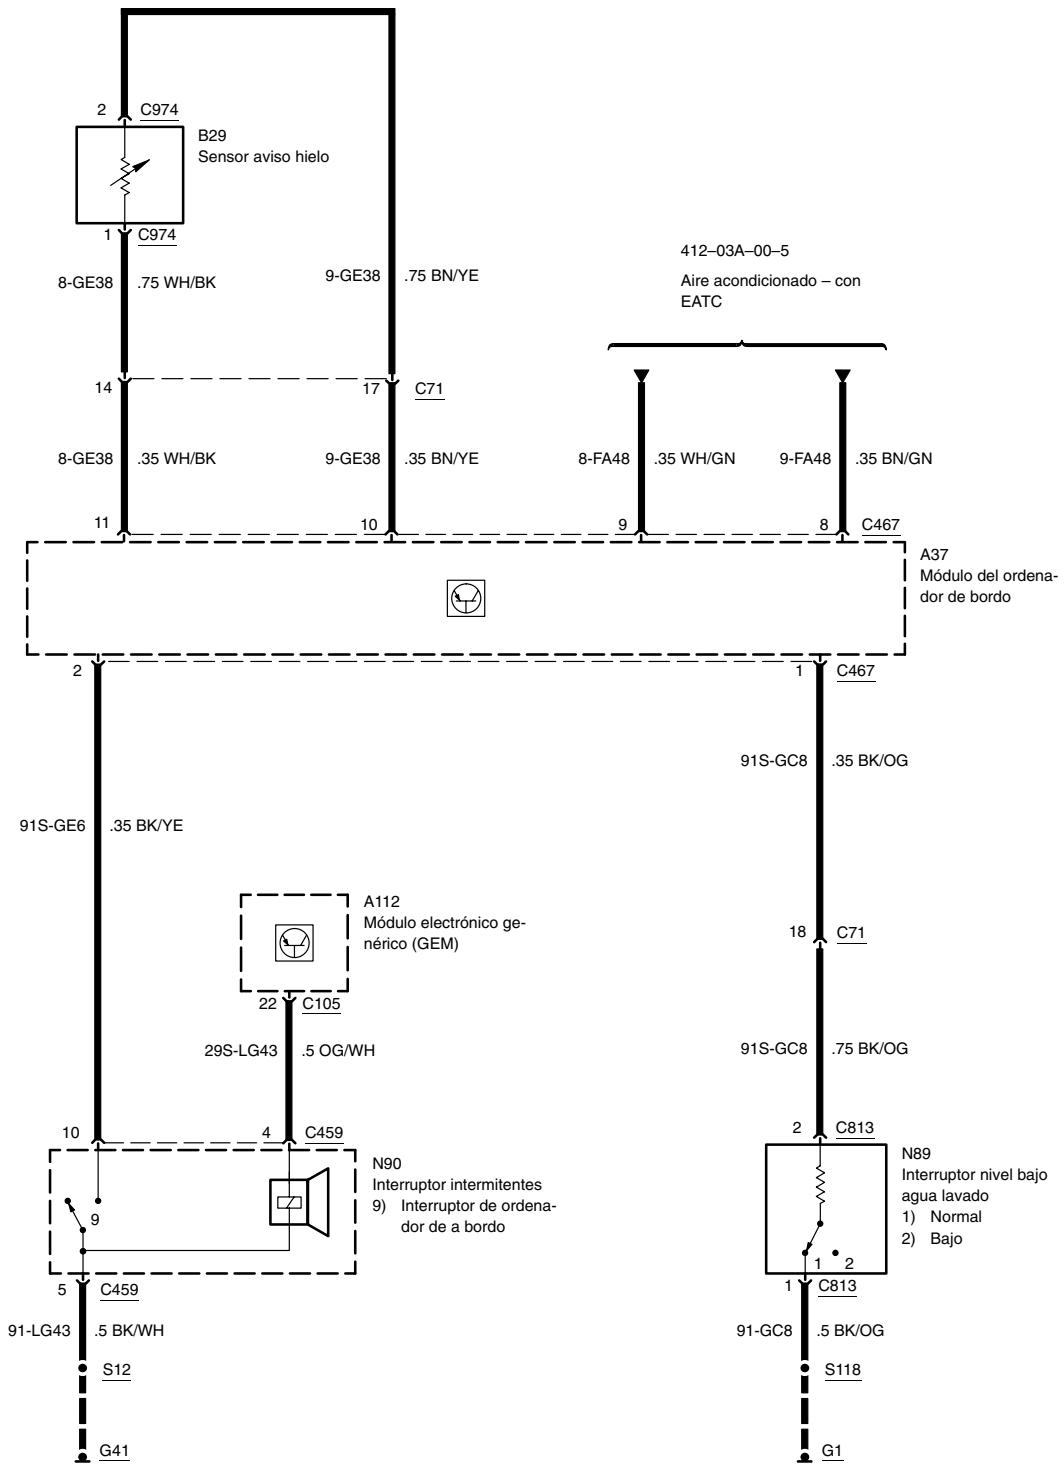 2 C974
B29
Sensor aviso hielo
1 C974
412–03A–00–5
8-GE38 .75 WH/BK 9-GE38 .75 BN/YE
Aire acondicionado – con
EATC
14 17 C71
8-GE38 .35 WH/BK 9-GE38 .35 BN/YE 8-FA48 .35 WH/GN 9-FA48 .35 BN/GN
11 10 9 8 C467
A37
Módulo del ordena-
dor de bordo
2 1 C467
91S-GC8 .35 BK/OG
91S-GE6 .35 BK/YE
A112
Módulo electrónico ge-
nérico (GEM)
18 C71
22 C105
29S-LG43 .5 OG/WH 91S-GC8 .75 BK/OG
10 4 C459 2 C813
N90
Interruptor intermitentes
9) Interruptor de ordena-
dor de a bordo
9
N89
Interruptor nivel bajo
agua lavado
1) Normal
2) Bajo
1 2
5 C459 1 C813
91-LG43 .5 BK/WH 91-GC8 .5 BK/OG
S12 S118
G41 G1